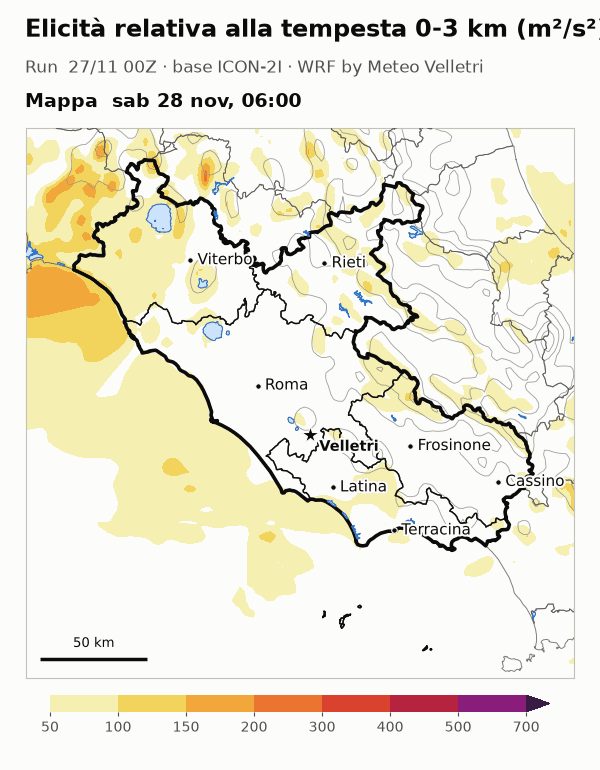 Elicità relativa alla tempesta 0-3 km (m²/s²)
Run  27/11 00Z · base ICON-2I · WRF by Meteo Velletri
Mappa  sab 28 nov, 06:00
Viterbo
Rieti
Roma
Velletri
Frosinone
Latina
Cassino
Terracina
50 km
50 100 150 200 300 400 500 700